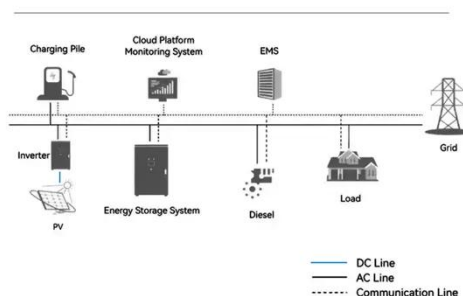 Charging Pile
Cloud Platform
Monitoring System
EMS
Grid
Inverter
PV
Energy Storage System
Diesel
Load
DC Line
AC Line
Communication Line